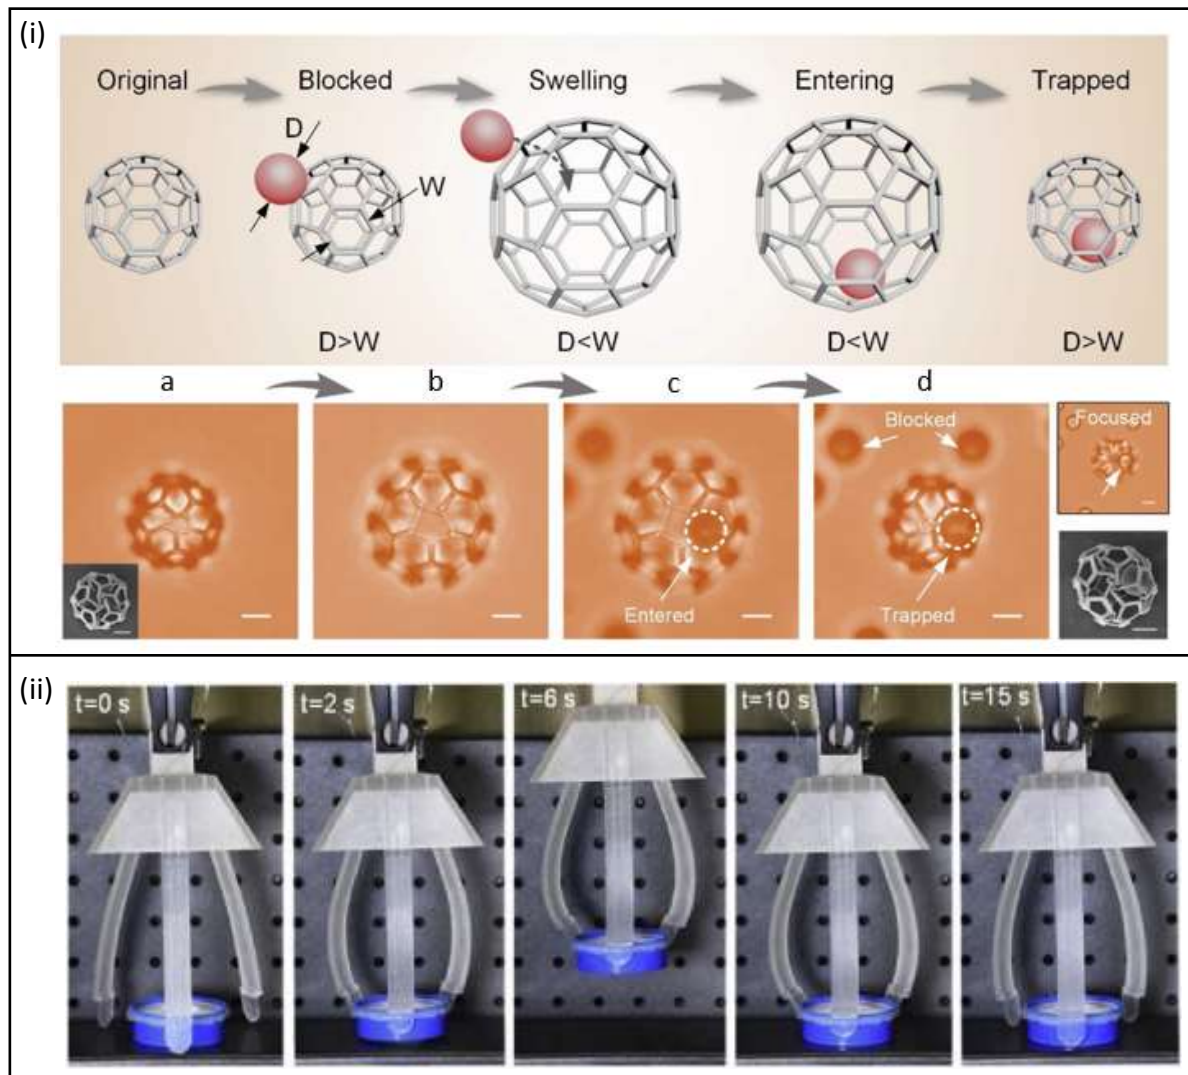 (i)
Original Blocked Swelling Entering Trapped
D
W
D>W D<W D<W D>W
a b c d
Blocked Focused
Entered Trapped
(ii)
t=0 s t=2 s t=6 s t=10 s t=15 s